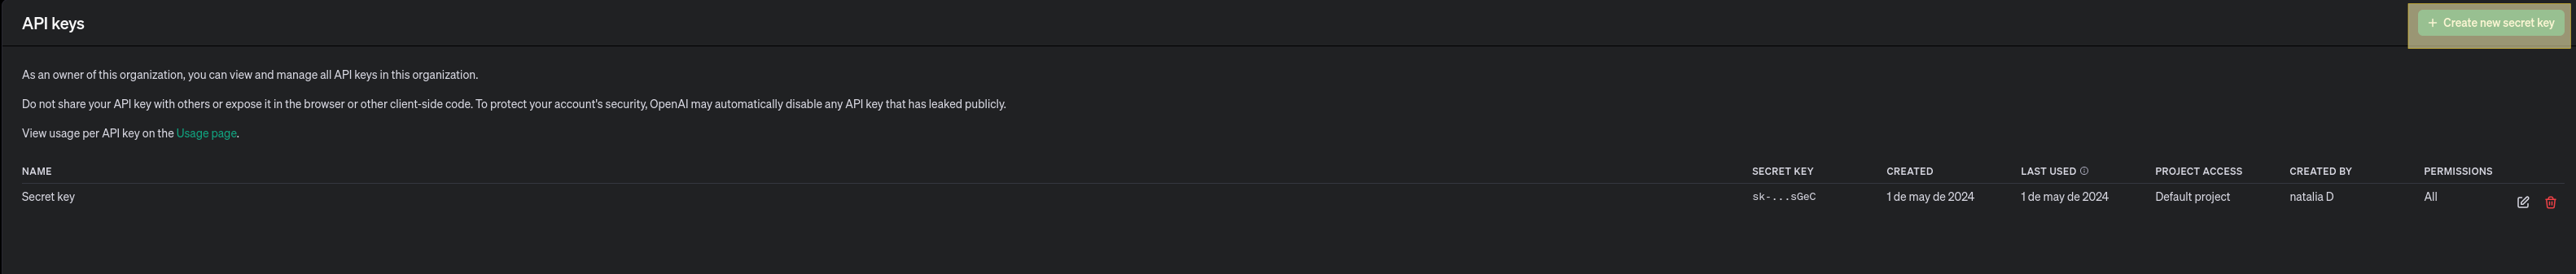 API keys
+ Create new secret key
As an owner of this organization, you can view and manage all API keys in this organization.
Do not share your API key with others or expose it in the browser or other client-side code. To protect your account's security, OpenAI may automatically disable any API key that has leaked publicly.
View usage per API key on the Usage page.
NAME SECRET KEY CREATED LAST USED PROJECT ACCESS CREATED BY PERMISSIONS
Secret key sk-...sGeC 1 de may de 2024 1 de may de 2024 Default project natalia D All